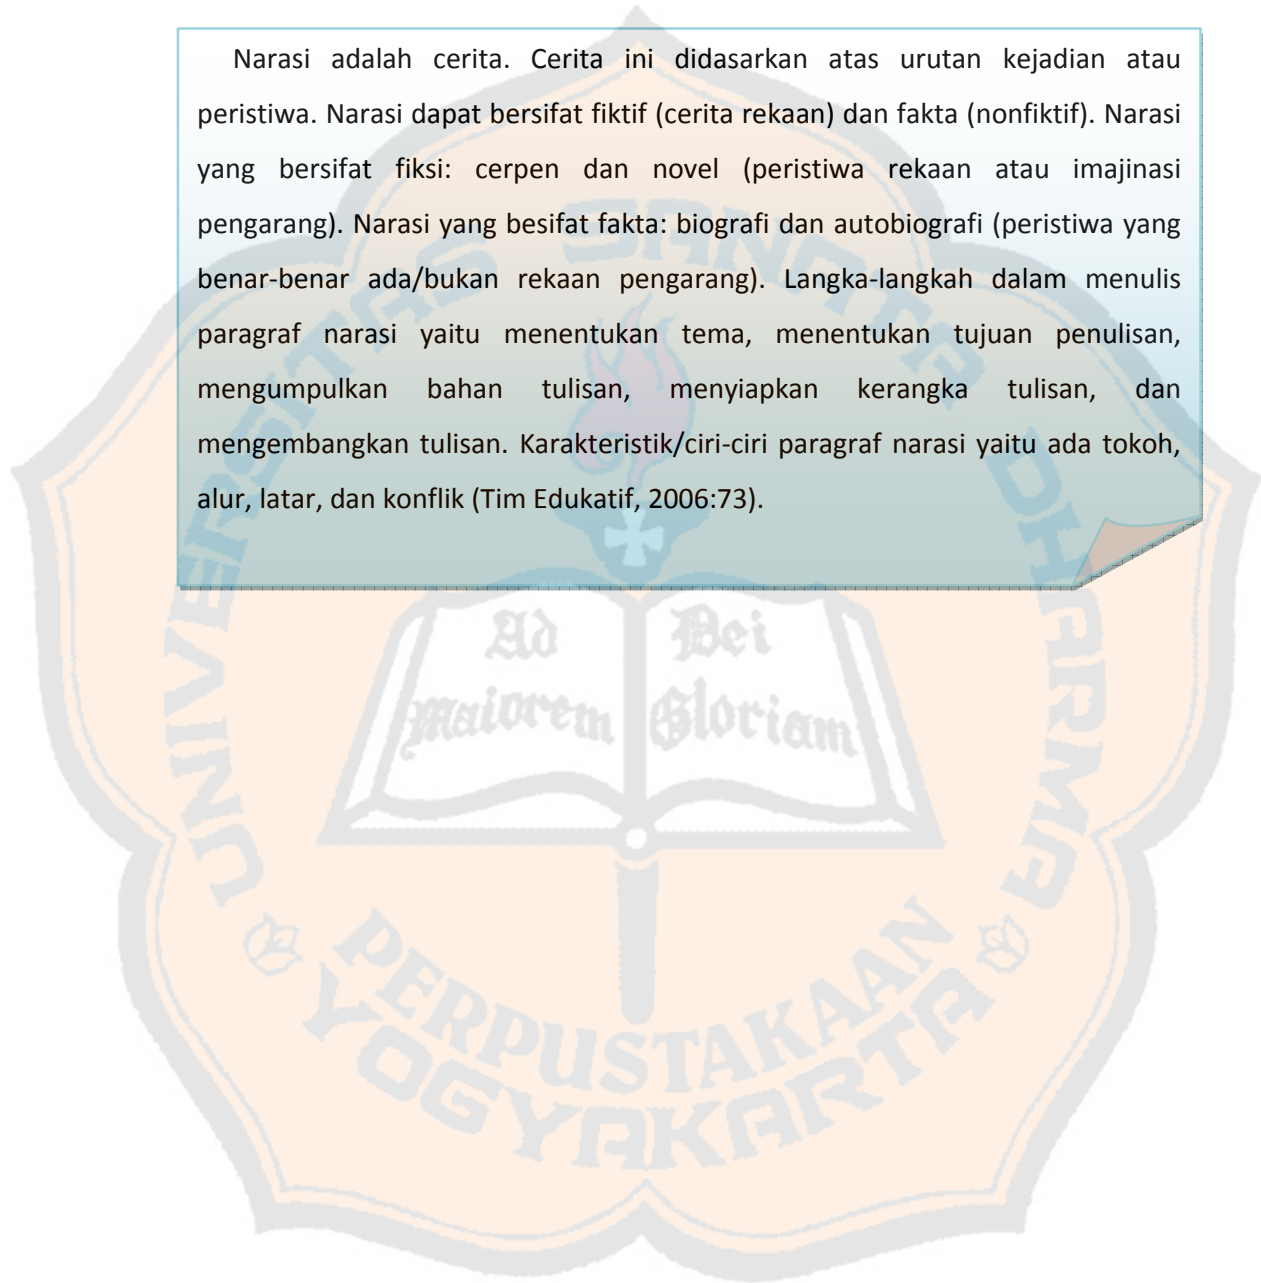 Narasi adalah cerita. Cerita ini didasarkan atas urutan kejadian atau
peristiwa. Narasi dapat bersifat fiktif (cerita rekaan) dan fakta (nonfiktif). Narasi
yang bersifat fiksi: cerpen dan novel (peristiwa rekaan atau imajinasi
pengarang). Narasi yang besifat fakta: biografi dan autobiografi (peristiwa yang
benar-benar ada/bukan rekaan pengarang). Langka-langkah dalam menulis
paragraf narasi yaitu menentukan tema, menentukan tujuan penulisan,
mengumpulkan bahan tulisan, menyiapkan kerangka tulisan, dan
mengembangkan tulisan. Karakteristik/ciri-ciri paragraf narasi yaitu ada tokoh,
alur, latar, dan konflik (Tim Edukatif, 2006:73).
UNIVERSITAS SANATA DHARMA
Ad Dei
maiorem Gloriam
PERPUSTAKAAN
YOGYAKARTA